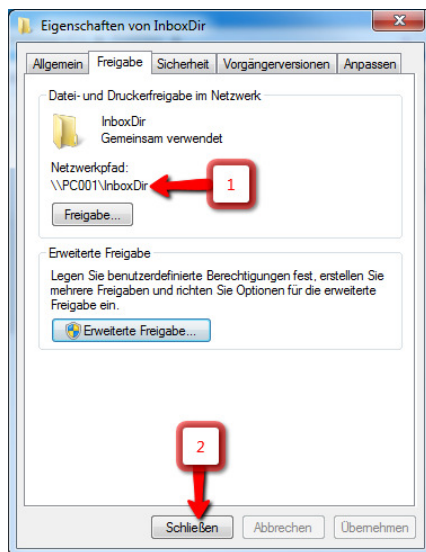 Eigenschaften von InboxDir
Allgemein Freigabe Sicherheit Vorgängerversionen Anpassen
Datei- und Druckerfreigabe im Netzwerk
InboxDir
Gemeinsam verwendet
Netzwerkpfad:
\\PC001\InboxDir
1
Freigabe...
Erweiterte Freigabe
Legen Sie benutzerdefinierte Berechtigungen fest, erstellen Sie
mehrere Freigaben und richten Sie Optionen für die erweiterte
Freigabe ein.
Erweiterte Freigabe...
2
Schließen Abbrechen Übernehmen